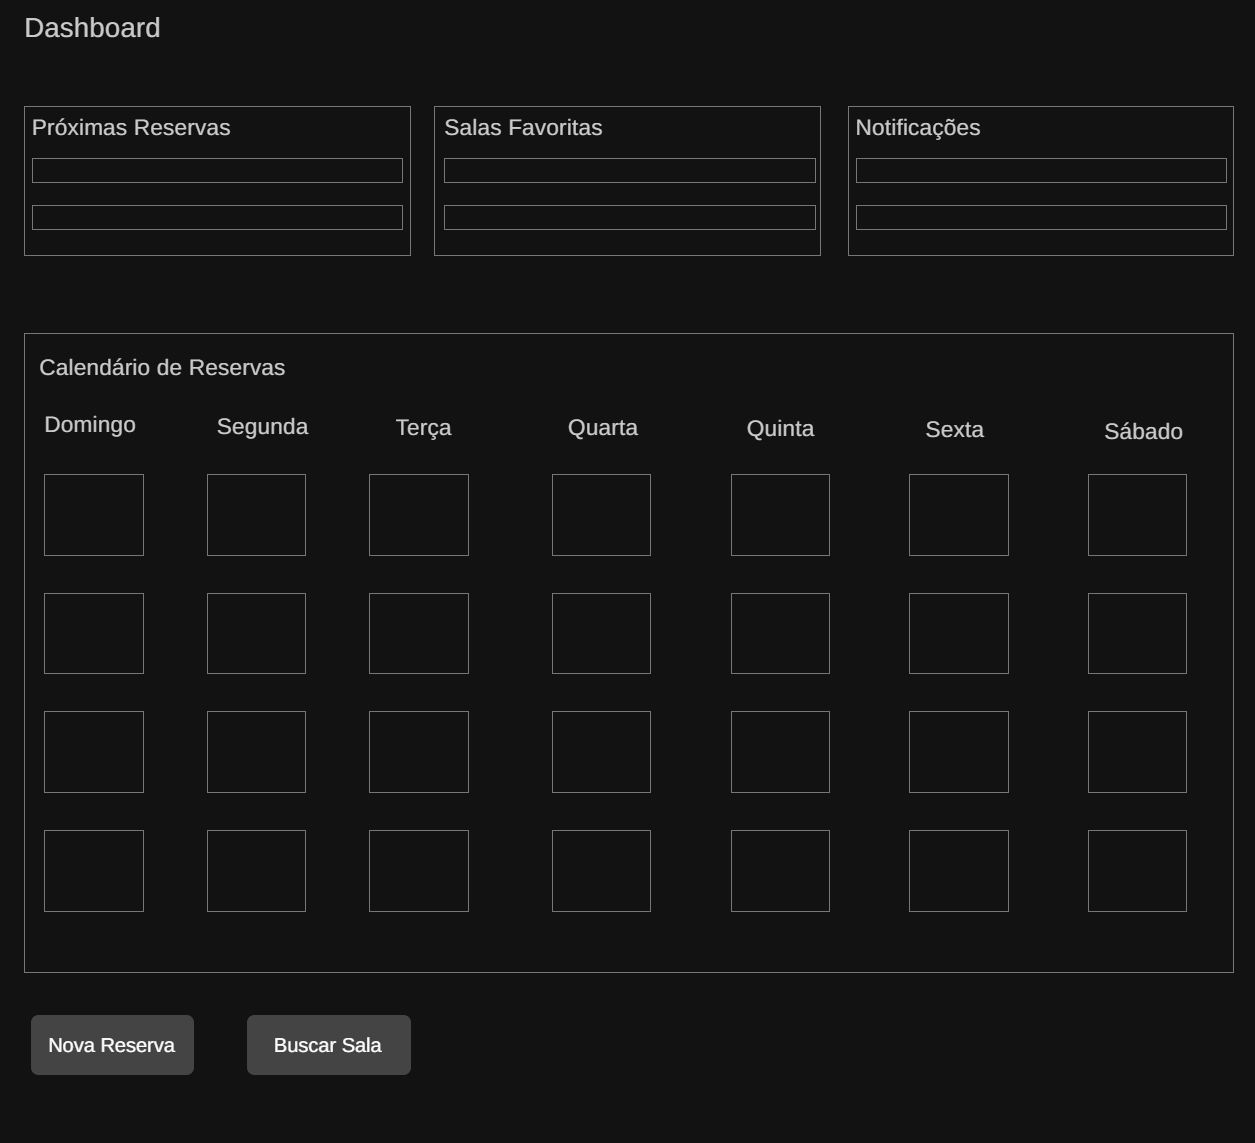 Dashboard
Próximas Reservas
Salas Favoritas
Notificações
Calendário de Reservas
Domingo Segunda Terça Quarta Quinta Sexta Sábado
Nova Reserva Buscar Sala